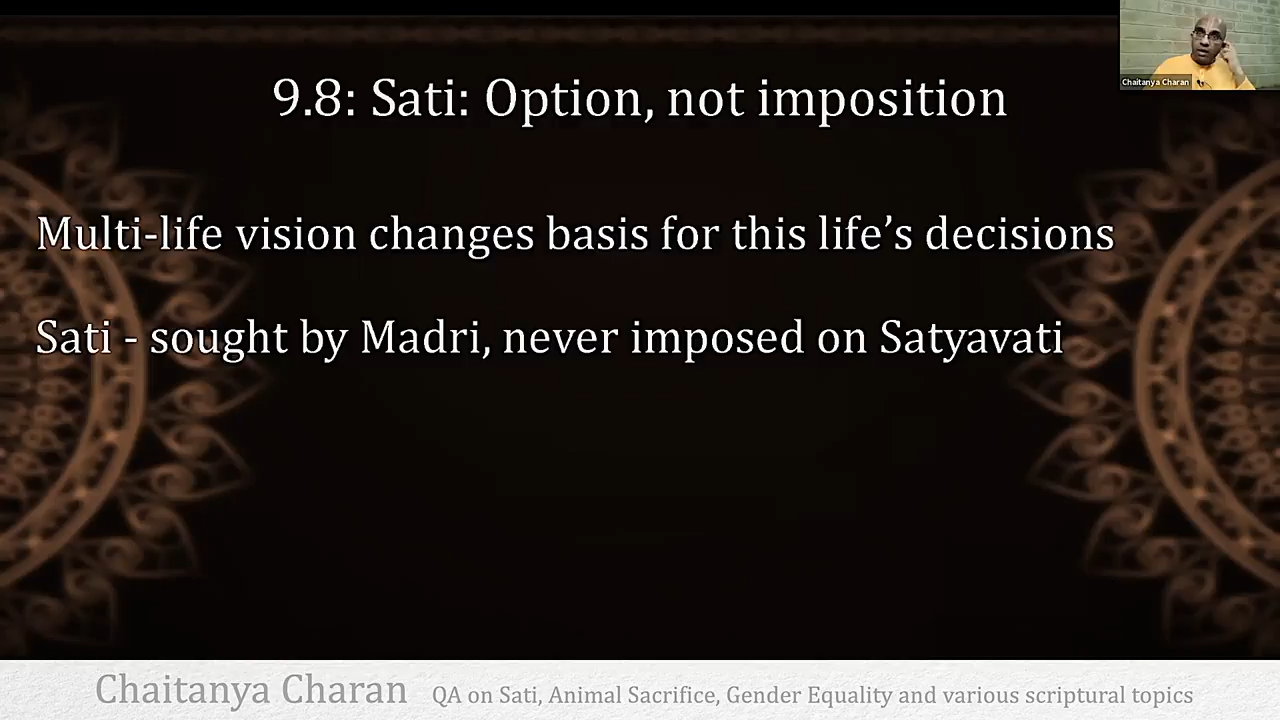 Chaitanya Charan
9.8: Sati: Option, not imposition
Multi-life vision changes basis for this life’s decisions
Sati - sought by Madri, never imposed on Satyavati
Chaitanya Charan QA on Sati, Animal Sacrifice, Gender Equality and various scriptural topics